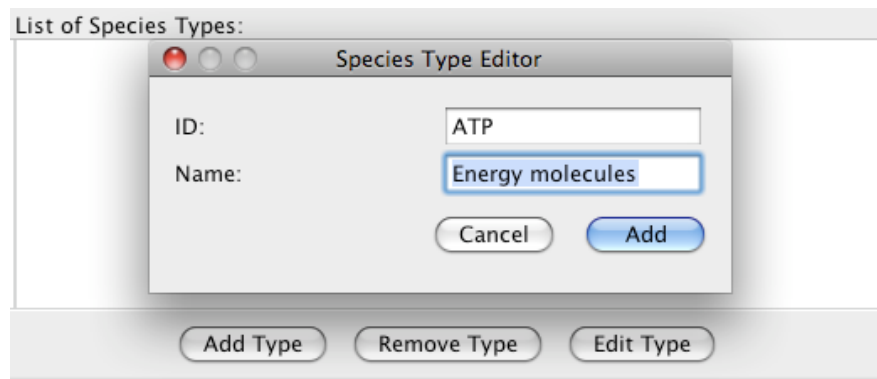 List of Species Types:
Species Type Editor
ID: ATP
Name: Energy molecules
Cancel Add
Add Type Remove Type Edit Type